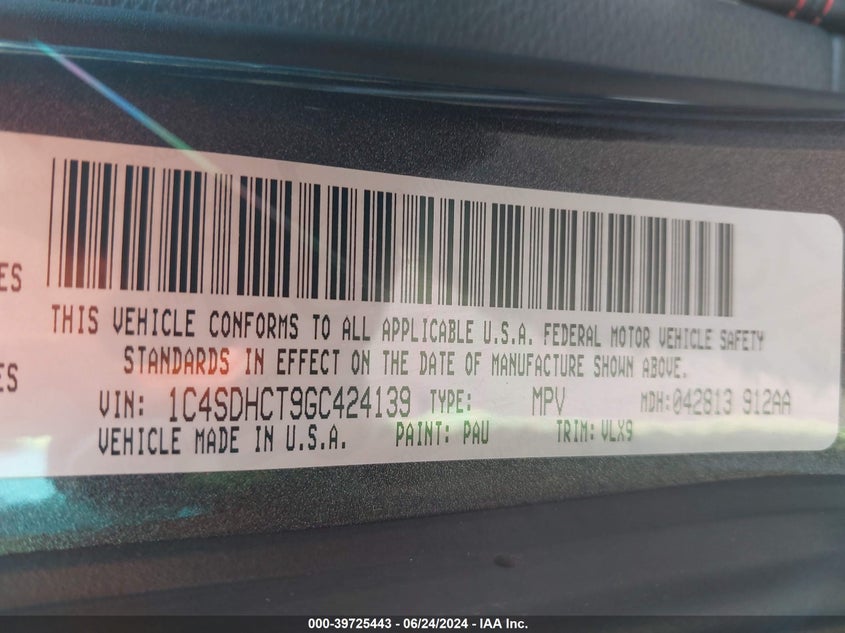 ES
THIS VEHICLE CONFORMS TO ALL APPLICABLE U.S.A. FEDERAL MOTOR VEHICLE SAFETY
ES
STANDARDS IN EFFECT ON THE DATE OF MANUFACTURE SHOWN ABOVE.
VIN: 1C4SDHCT9GC424139 TYPE: MPV MDH:042813 912AA
VEHICLE MADE IN U.S.A. PAINT: PAU TRIM: VLX9
000-39725443 / 06/24/2024 - IAA Inc.